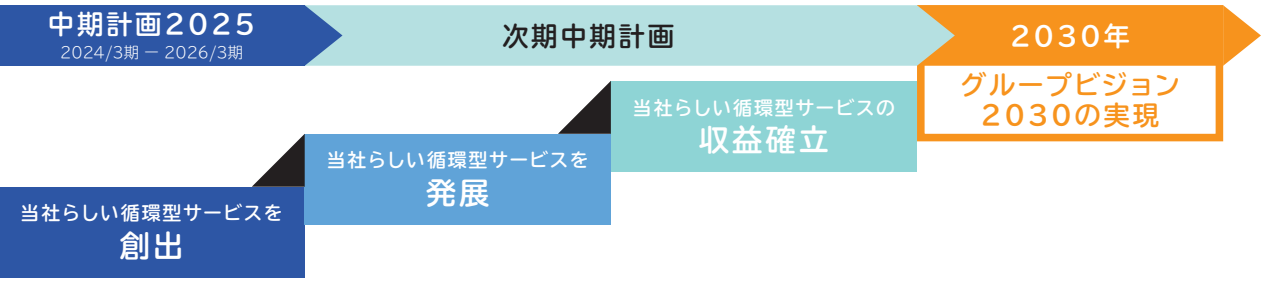 中期計画2025
2024/3期 － 2026/3期
次期中期計画
2030年
グループビジョン
2030の実現
当社らしい循環型サービスの
収益確立
当社らしい循環型サービスを
発展
当社らしい循環型サービスを
創出